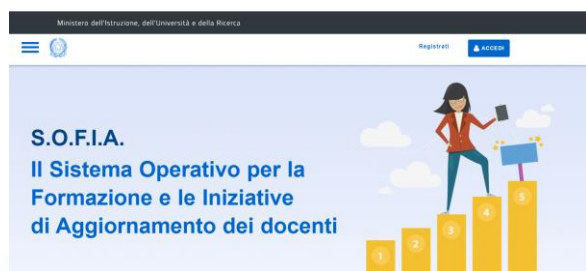 Ministero dell'Istruzione, dell'Università e della Ricerca
Registrati
ACCEDI
S.O.F.I.A.
Il Sistema Operativo per la
Formazione e le Iniziative
di Aggiornamento dei docenti
1
2
3
4
5